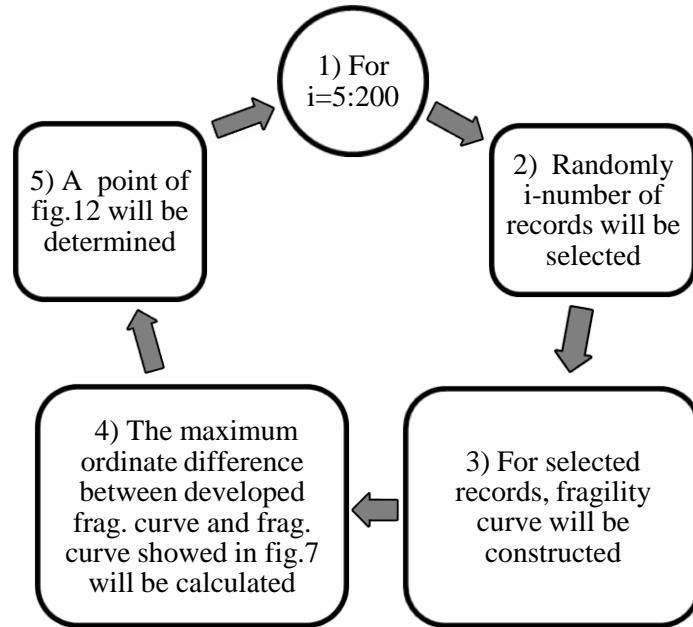 1) For
i=5:200
2) Randomly
i-number of
records will be
selected
3) For selected
records, fragility
curve will be
constructed
4) The maximum
ordinate difference
between developed
frag. curve and frag.
curve showed in fig.7
will be calculated
5) A point of
fig.12 will be
determined